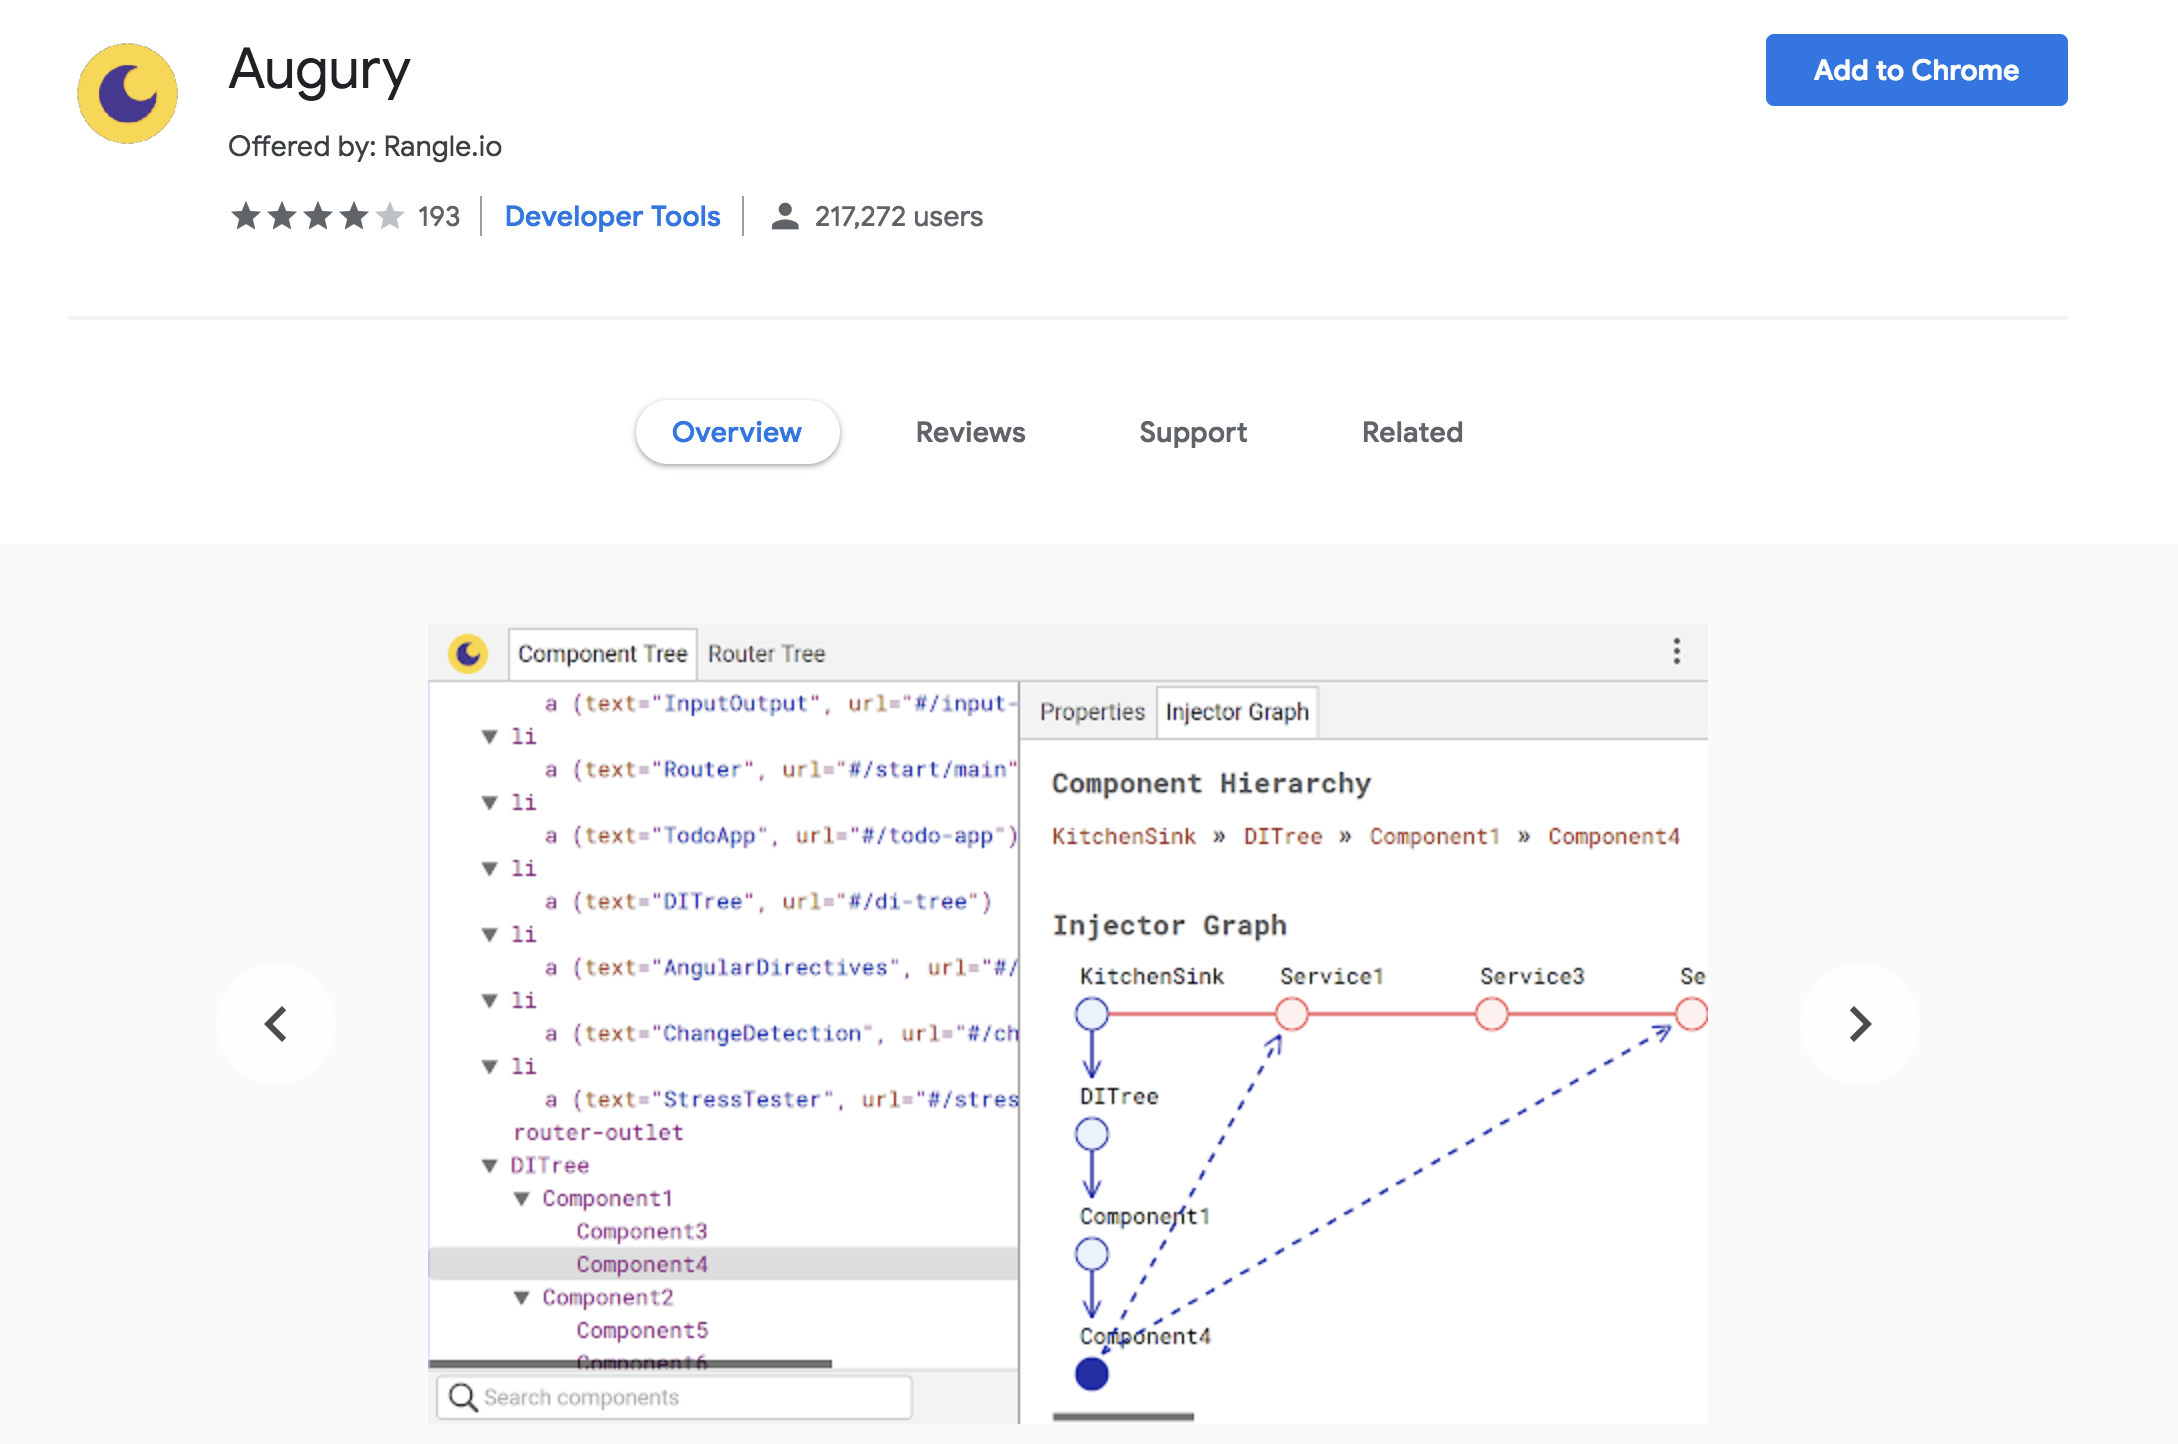 Augury
Add to Chrome
Offered by: Rangle.io
193
Developer Tools
217,272 users
Overview
Reviews
Support
Related
Component Tree
Router Tree
a (text="InputOutput", url="#/input-
▼ li
a (text="Router", url="#/start/main"
▼ li
a (text="TodoApp", url="#/todo-app")
▼ li
a (text="DITree", url="#/di-tree")
▼ li
a (text="AngularDirectives", url="#/
▼ li
a (text="ChangeDetection", url="#/ch
▼ li
a (text="StressTester", url="#/stres
router-outlet
▼ DITree
▼ Component1
Component3
Component4
▼ Component2
Component5
Component6
Search components
Properties
Injector Graph
Component Hierarchy
KitchenSink » DITree » Component1 » Component4
Injector Graph
KitchenSink
Service1
Service3
Se
DITree
Component1
Component4